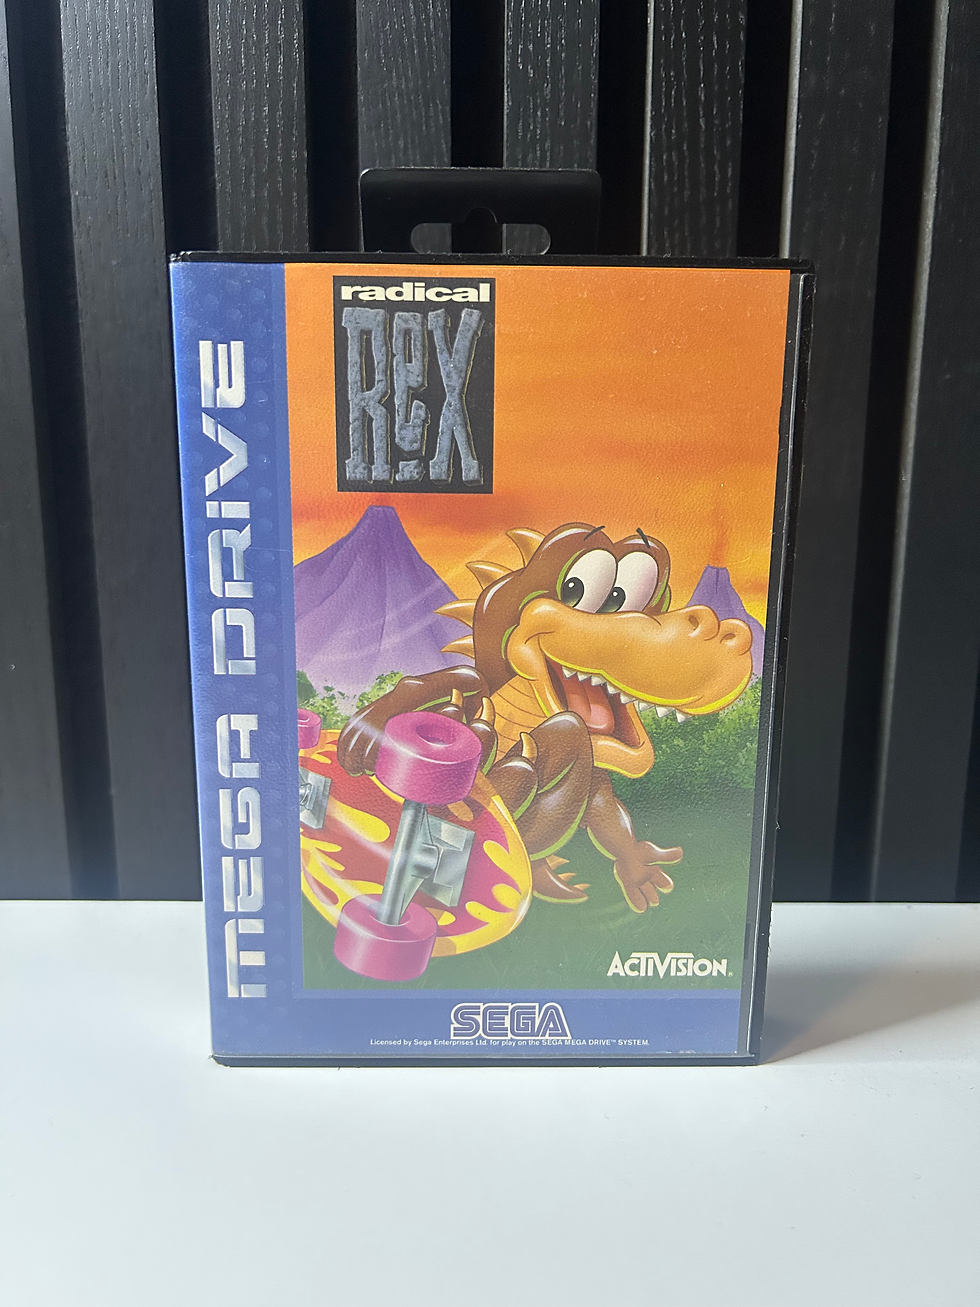 MEGA DRIVE
radical
ReX
ACTIVISION®
SEGA
Licensed by Sega Enterprises Ltd. for play on the SEGA MEGA DRIVE™ SYSTEM.